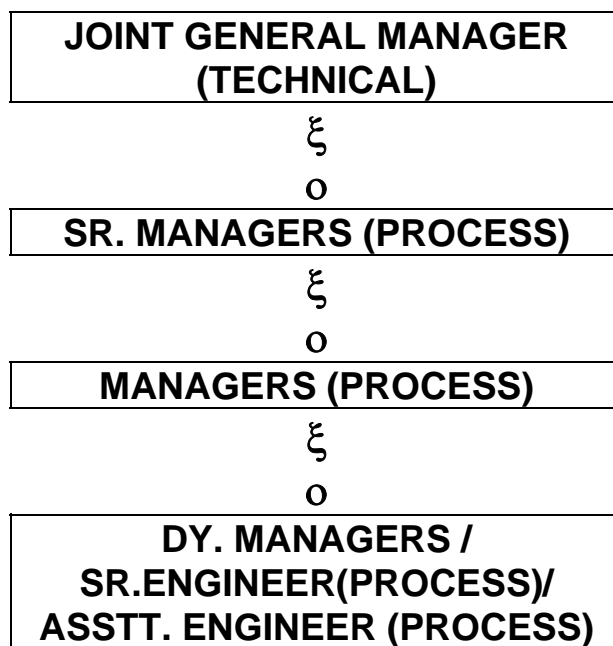 JOINT GENERAL MANAGER
(TECHNICAL)
ξ
ο
SR. MANAGERS (PROCESS)
ξ
ο
MANAGERS (PROCESS)
ξ
ο
DY. MANAGERS /
SR.ENGINEER(PROCESS)/
ASSTT. ENGINEER (PROCESS)